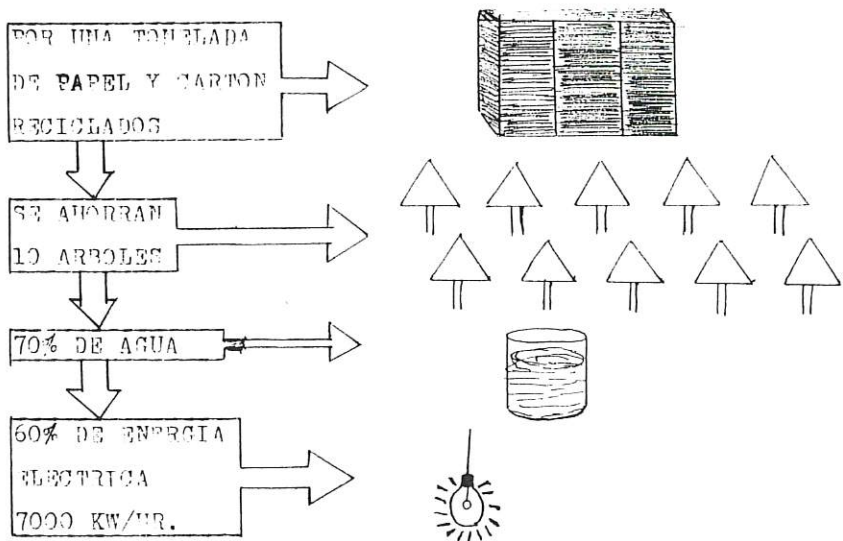 POR UNA TONELADA
DE PAPEL Y CARTON
RECICLADOS
SE AHORRAN
10 ARBOLES
70% DE AGUA
60% DE ENERGIA
ELECTRICA
7000 KW/HR.